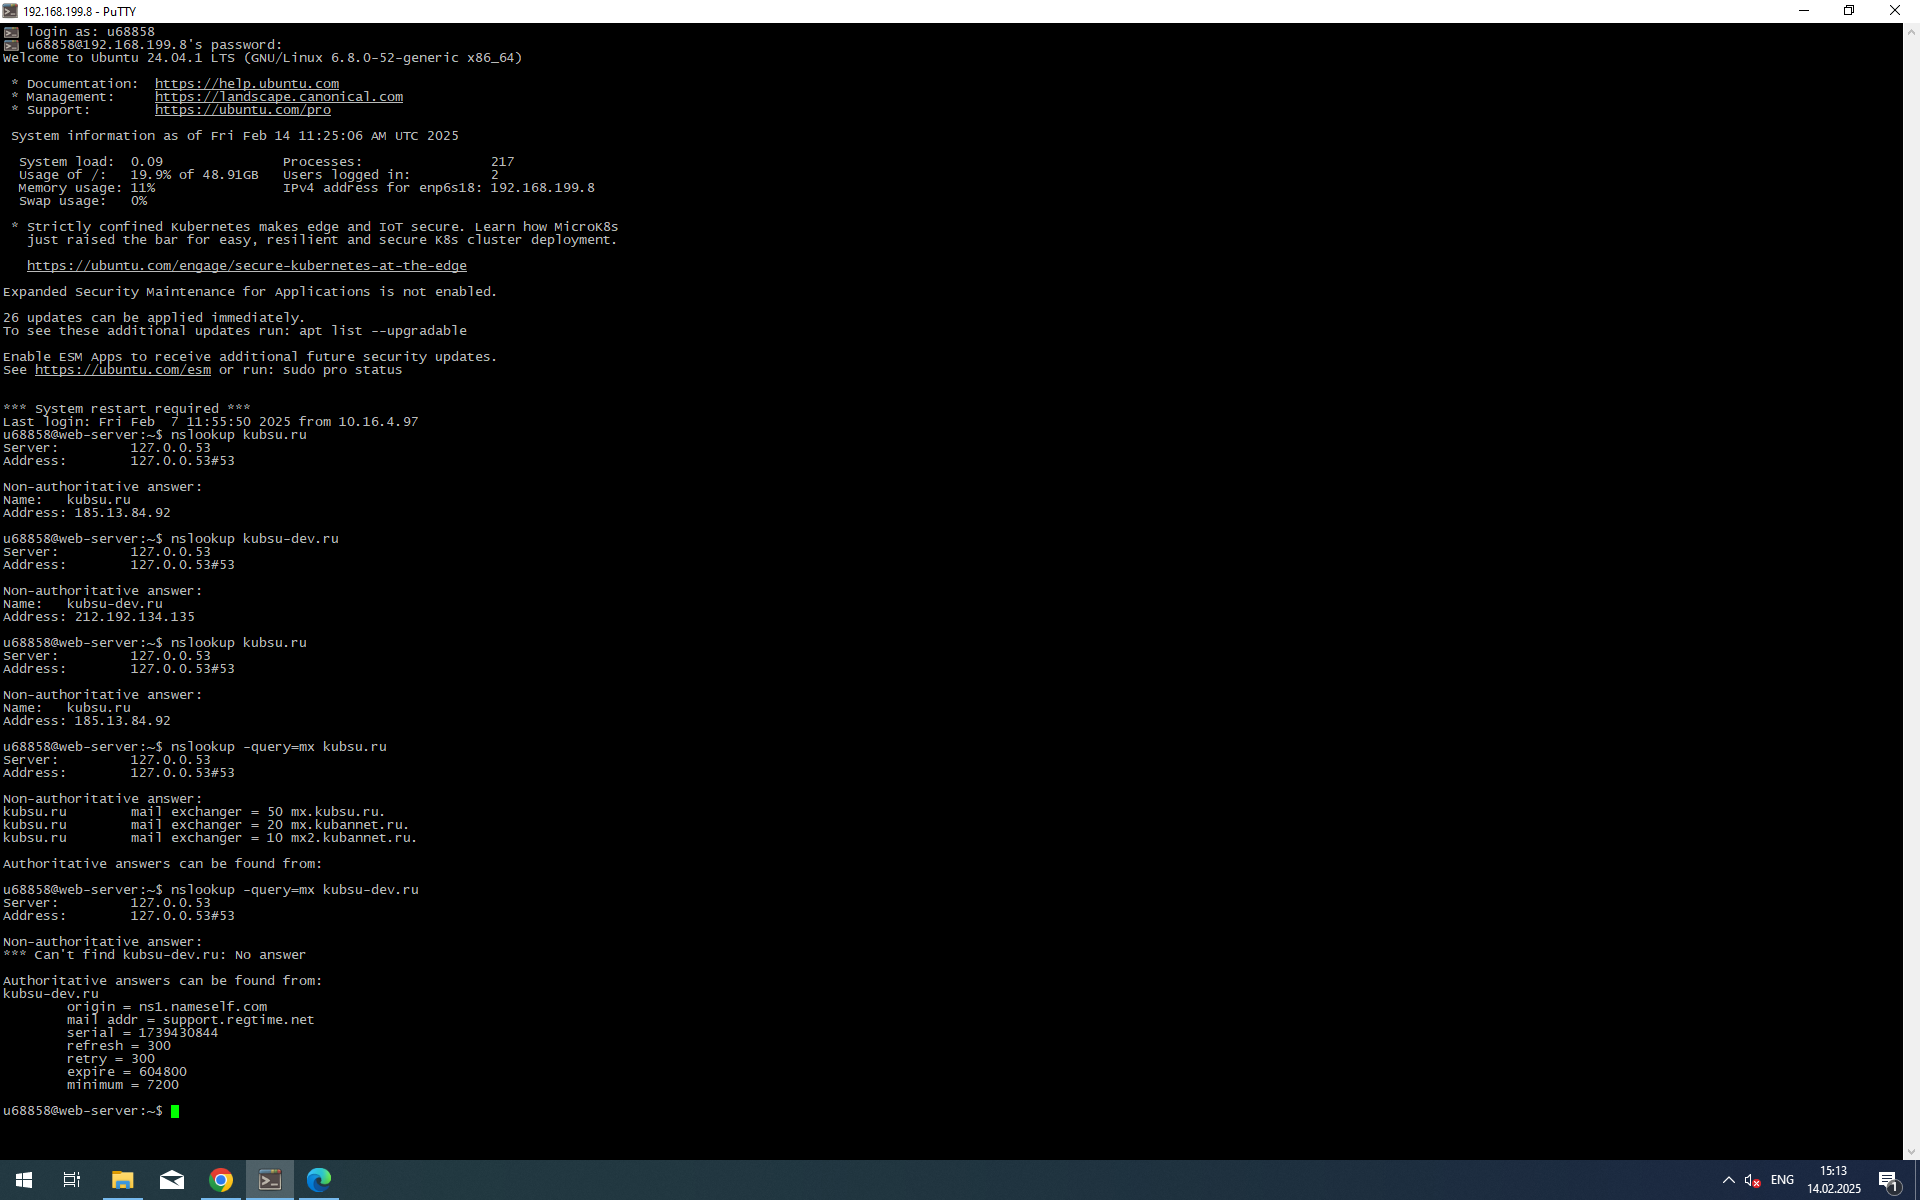 192.168.199.8 - PuTTY
login as: u68858
u68858@192.168.199.8's password:
Welcome to Ubuntu 24.04.1 LTS (GNU/Linux 6.8.0-52-generic x86_64)
* Documentation:  https://help.ubuntu.com
* Management:     https://landscape.canonical.com
* Support:        https://ubuntu.com/pro
System information as of Fri Feb 14 11:25:06 AM UTC 2025
System load:  0.09               Processes:                217
Usage of /:   19.9% of 48.91GB   Users logged in:          2
Memory usage: 11%                IPv4 address for enp6s18: 192.168.199.8
Swap usage:   0%
* Strictly confined Kubernetes makes edge and IoT secure. Learn how MicroK8s
just raised the bar for easy, resilient and secure K8s cluster deployment.
https://ubuntu.com/engage/secure-kubernetes-at-the-edge
Expanded Security Maintenance for Applications is not enabled.
26 updates can be applied immediately.
To see these additional updates run: apt list --upgradable
Enable ESM Apps to receive additional future security updates.
See https://ubuntu.com/esm or run: sudo pro status
*** System restart required ***
Last login: Fri Feb  7 11:55:50 2025 from 10.16.4.97
u68858@web-server:~$ nslookup kubsu.ru
Server:         127.0.0.53
Address:        127.0.0.53#53
Non-authoritative answer:
Name:   kubsu.ru
Address: 185.13.84.92
u68858@web-server:~$ nslookup kubsu-dev.ru
Server:         127.0.0.53
Address:        127.0.0.53#53
Non-authoritative answer:
Name:   kubsu-dev.ru
Address: 212.192.134.135
u68858@web-server:~$ nslookup kubsu.ru
Server:         127.0.0.53
Address:        127.0.0.53#53
Non-authoritative answer:
Name:   kubsu.ru
Address: 185.13.84.92
u68858@web-server:~$ nslookup -query=mx kubsu.ru
Server:         127.0.0.53
Address:        127.0.0.53#53
Non-authoritative answer:
kubsu.ru        mail exchanger = 50 mx.kubsu.ru.
kubsu.ru        mail exchanger = 20 mx.kubannet.ru.
kubsu.ru        mail exchanger = 10 mx2.kubannet.ru.
Authoritative answers can be found from:
u68858@web-server:~$ nslookup -query=mx kubsu-dev.ru
Server:         127.0.0.53
Address:        127.0.0.53#53
Non-authoritative answer:
*** Can't find kubsu-dev.ru: No answer
Authoritative answers can be found from:
kubsu-dev.ru
origin = ns1.nameself.com
mail addr = support.regtime.net
serial = 1739430844
refresh = 300
retry = 300
expire = 604800
minimum = 7200
u68858@web-server:~$
ENG
15:13
14.02.2025
1